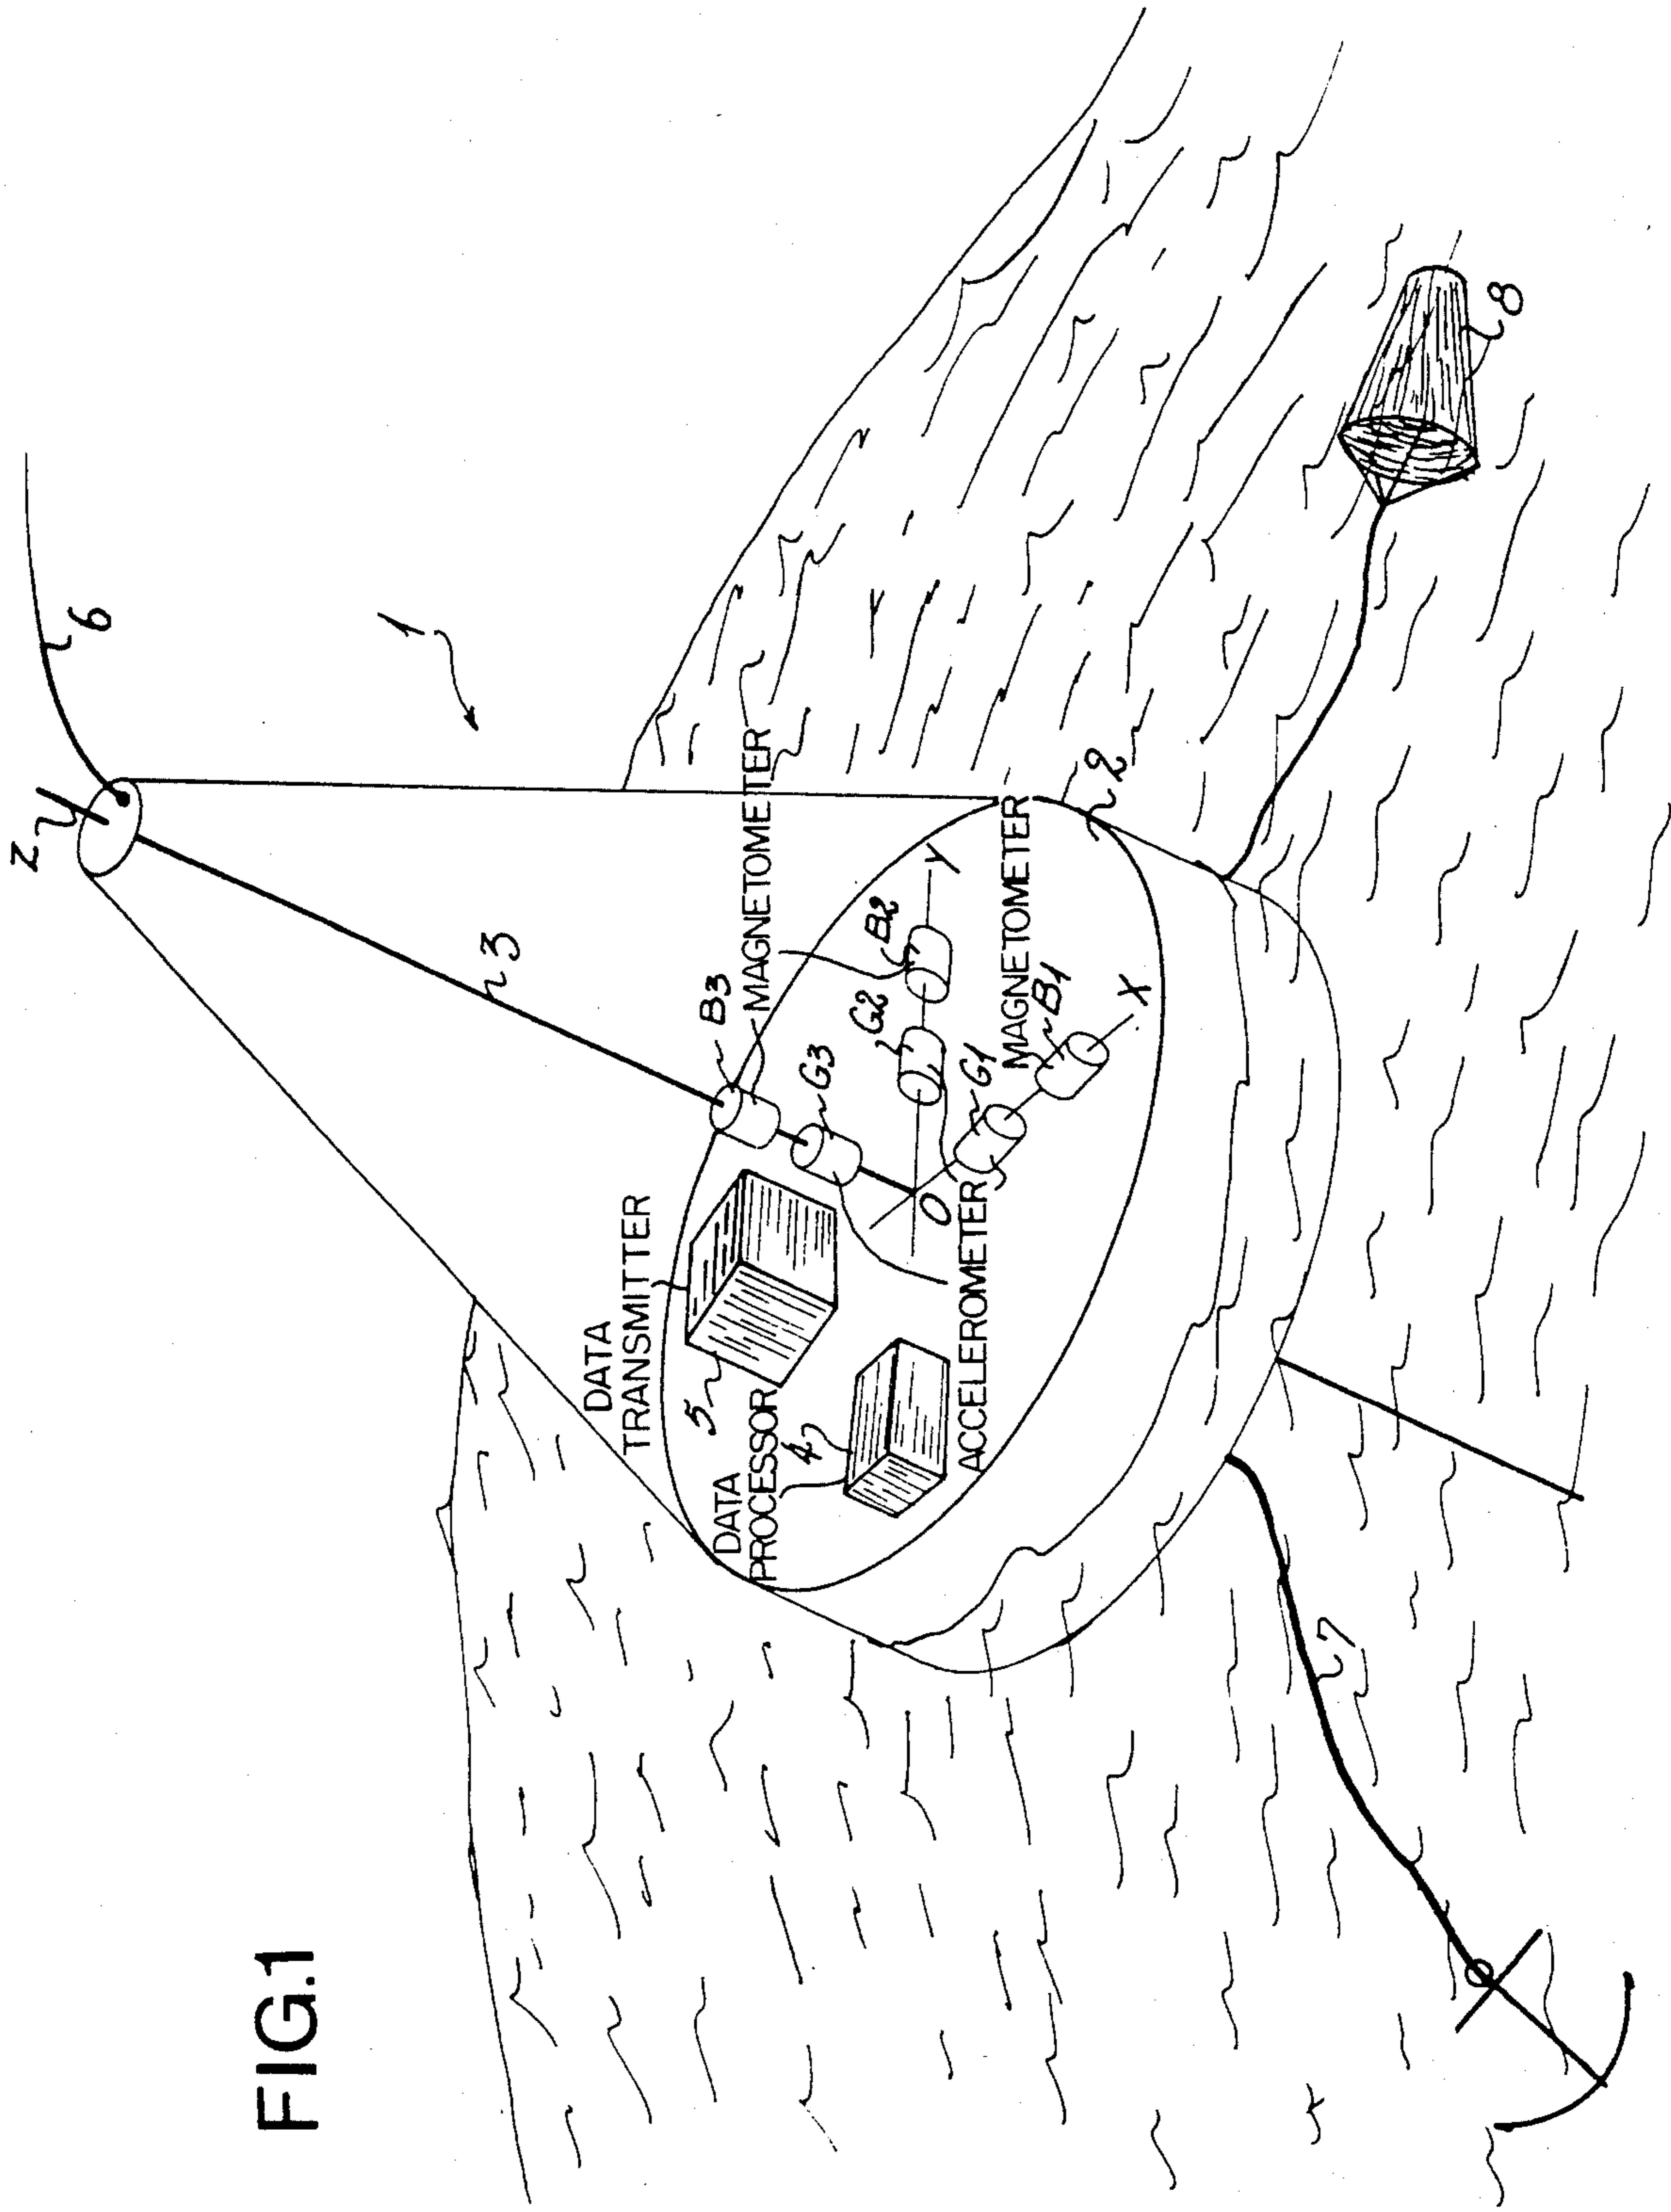 FIG.1
Z
6
1
3
B3
MAGNETOMETER
DATA
TRANSMITTER
5
G3
B2
Y
G2
DATA
PROCESSOR
4
O
ACCELEROMETER
G1
MAGNETOMETER
B1
X
2
8
7